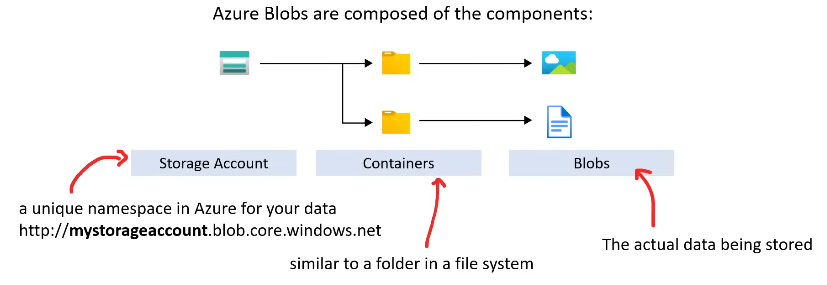 Azure Blobs are composed of the components:
Storage Account
Containers
Blobs
a unique namespace in Azure for your data
http://mystorageaccount.blob.core.windows.net
similar to a folder in a file system
The actual data being stored